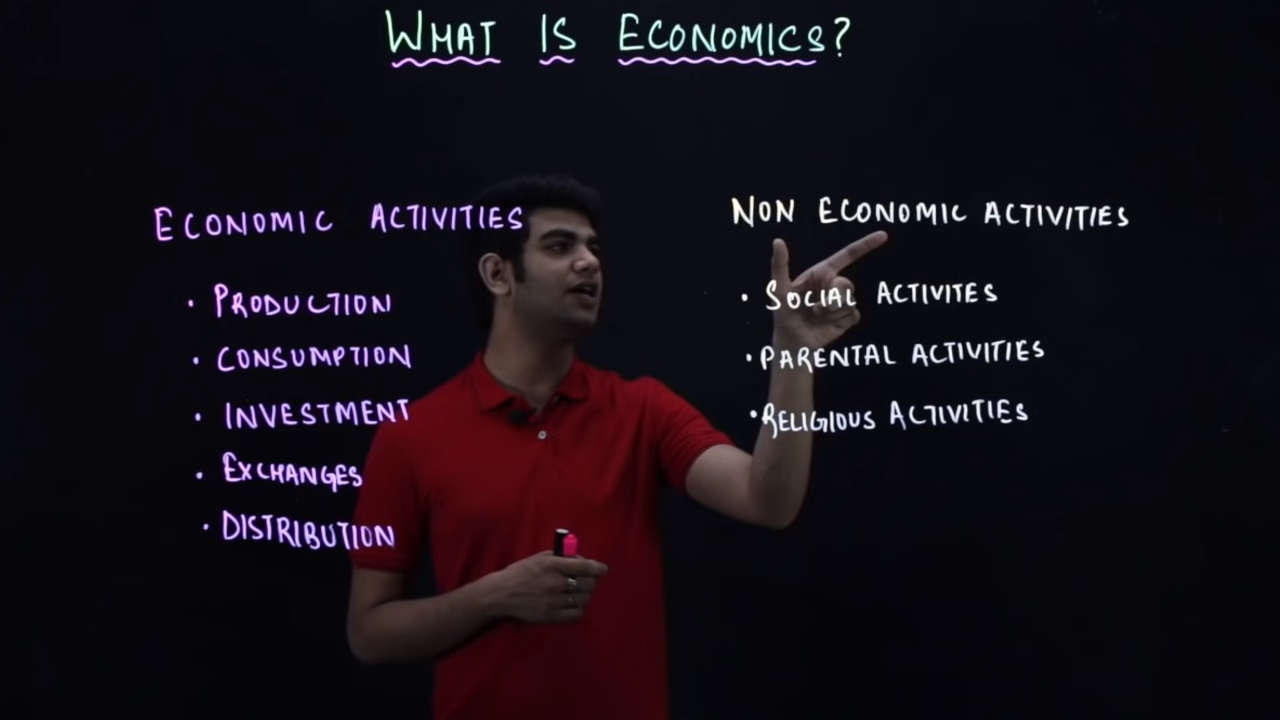 WHAT IS ECONOMICS?
ECONOMIC ACTIVITIES
• PRODUCTION
• CONSUMPTION
• INVESTMENT
• EXCHANGES
• DISTRIBUTION
NON ECONOMIC ACTIVITIES
• SOCIAL ACTIVITES
• PARENTAL ACTIVITIES
• RELIGIOUS ACTIVITIES